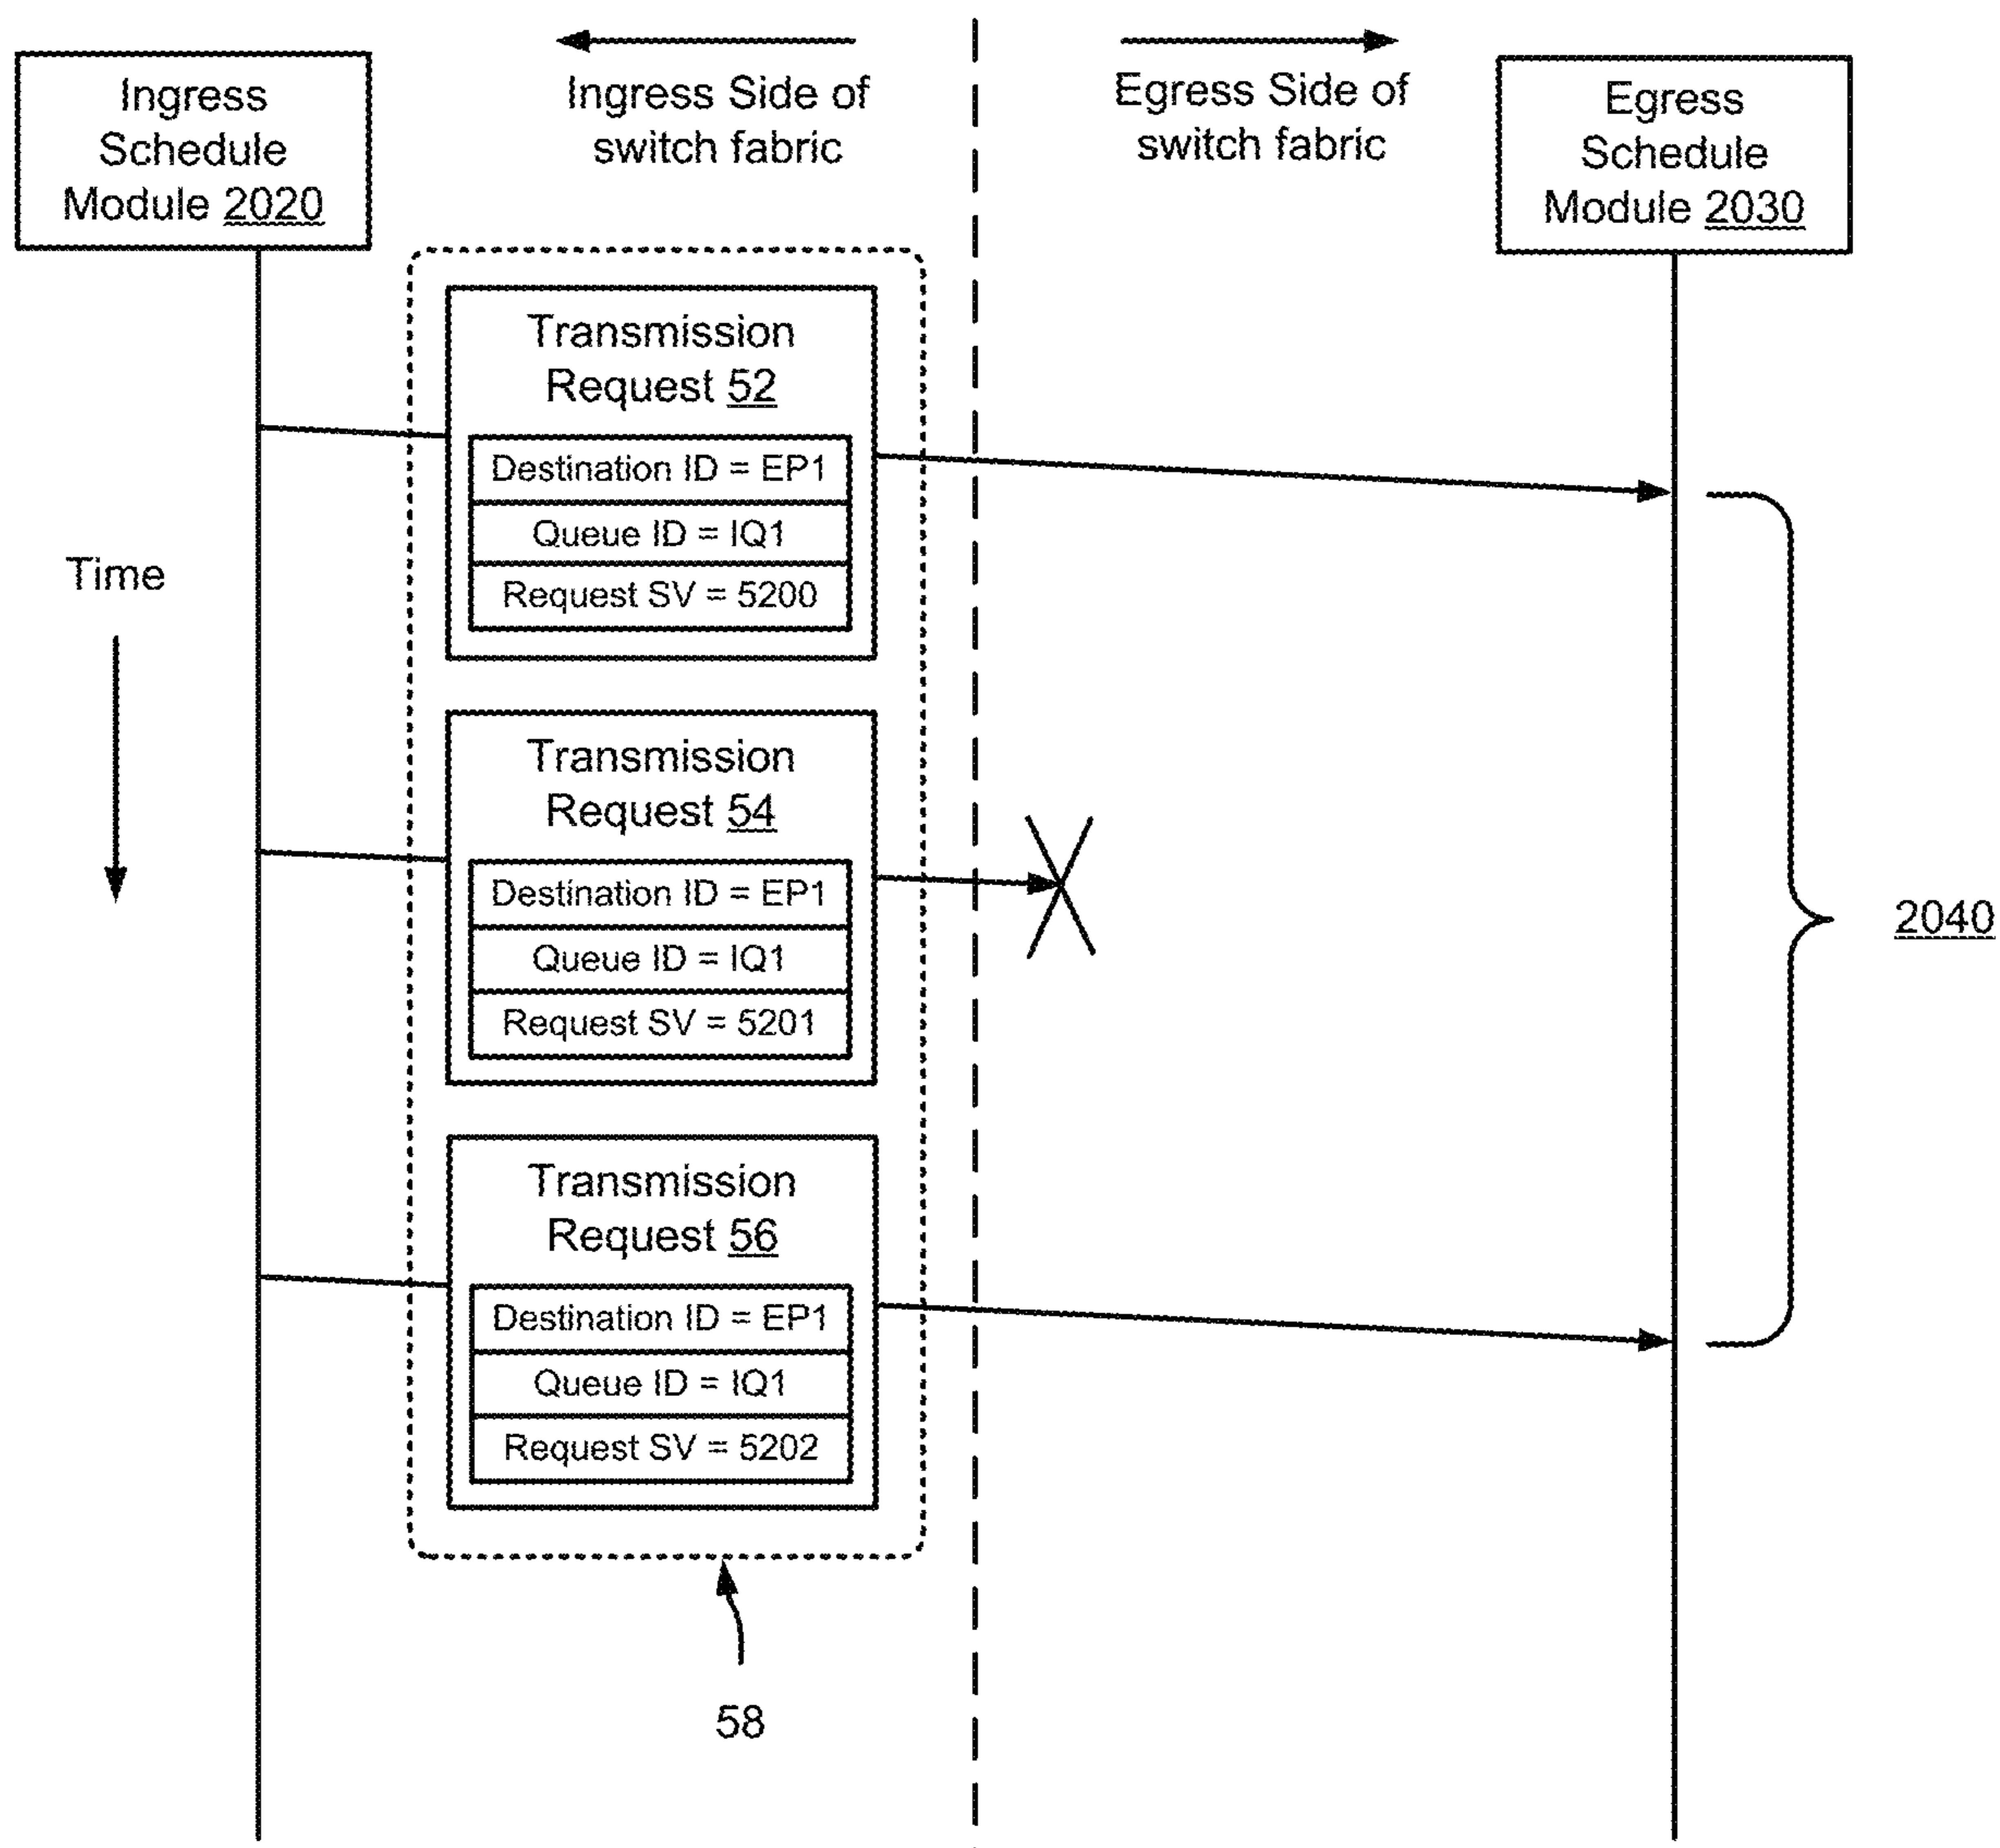 Ingress
Schedule
Module 2020
Ingress Side of
switch fabric
Egress Side of
switch fabric
Egress
Schedule
Module 2030
Transmission
Request 52
Destination ID = EP1
Queue ID = IQ1
Request SV = 5200
Time
Transmission
Request 54
Destination ID = EP1
Queue ID = IQ1
Request SV = 5201
2040
Transmission
Request 56
Destination ID = EP1
Queue ID = IQ1
Request SV = 5202
58